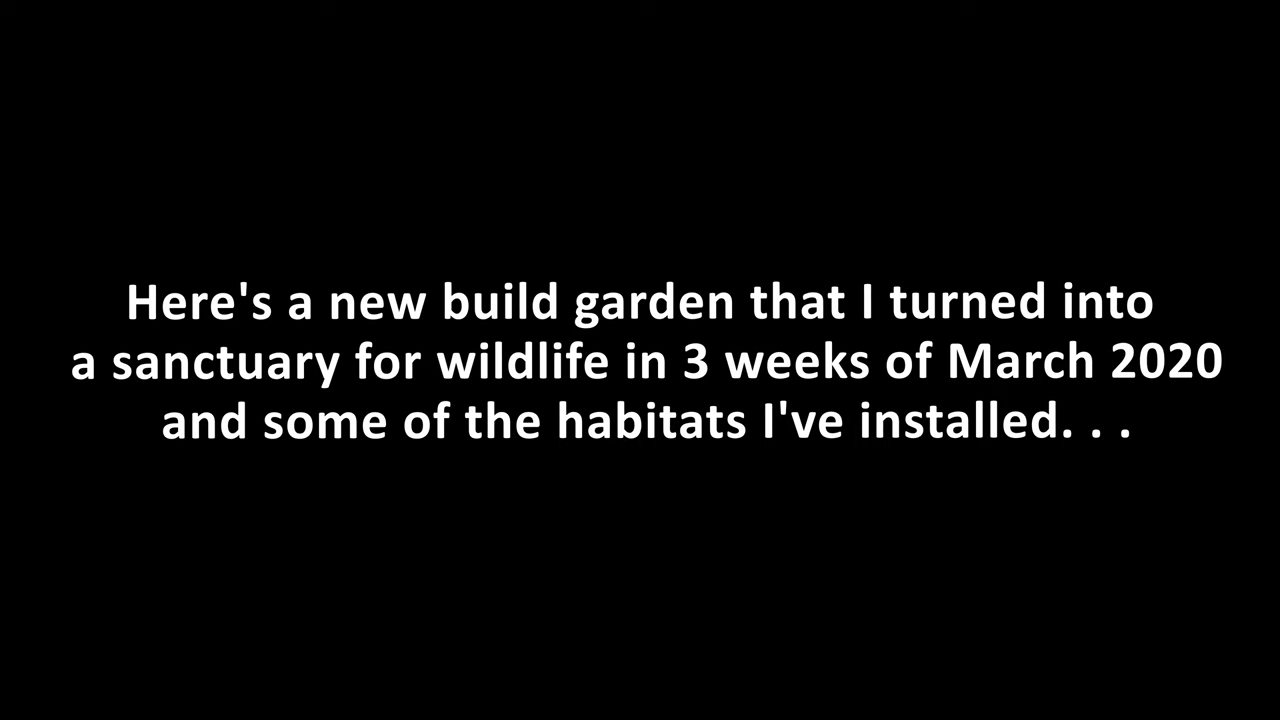 Here's a new build garden that I turned into
a sanctuary for wildlife in 3 weeks of March 2020
and some of the habitats I've installed. . .